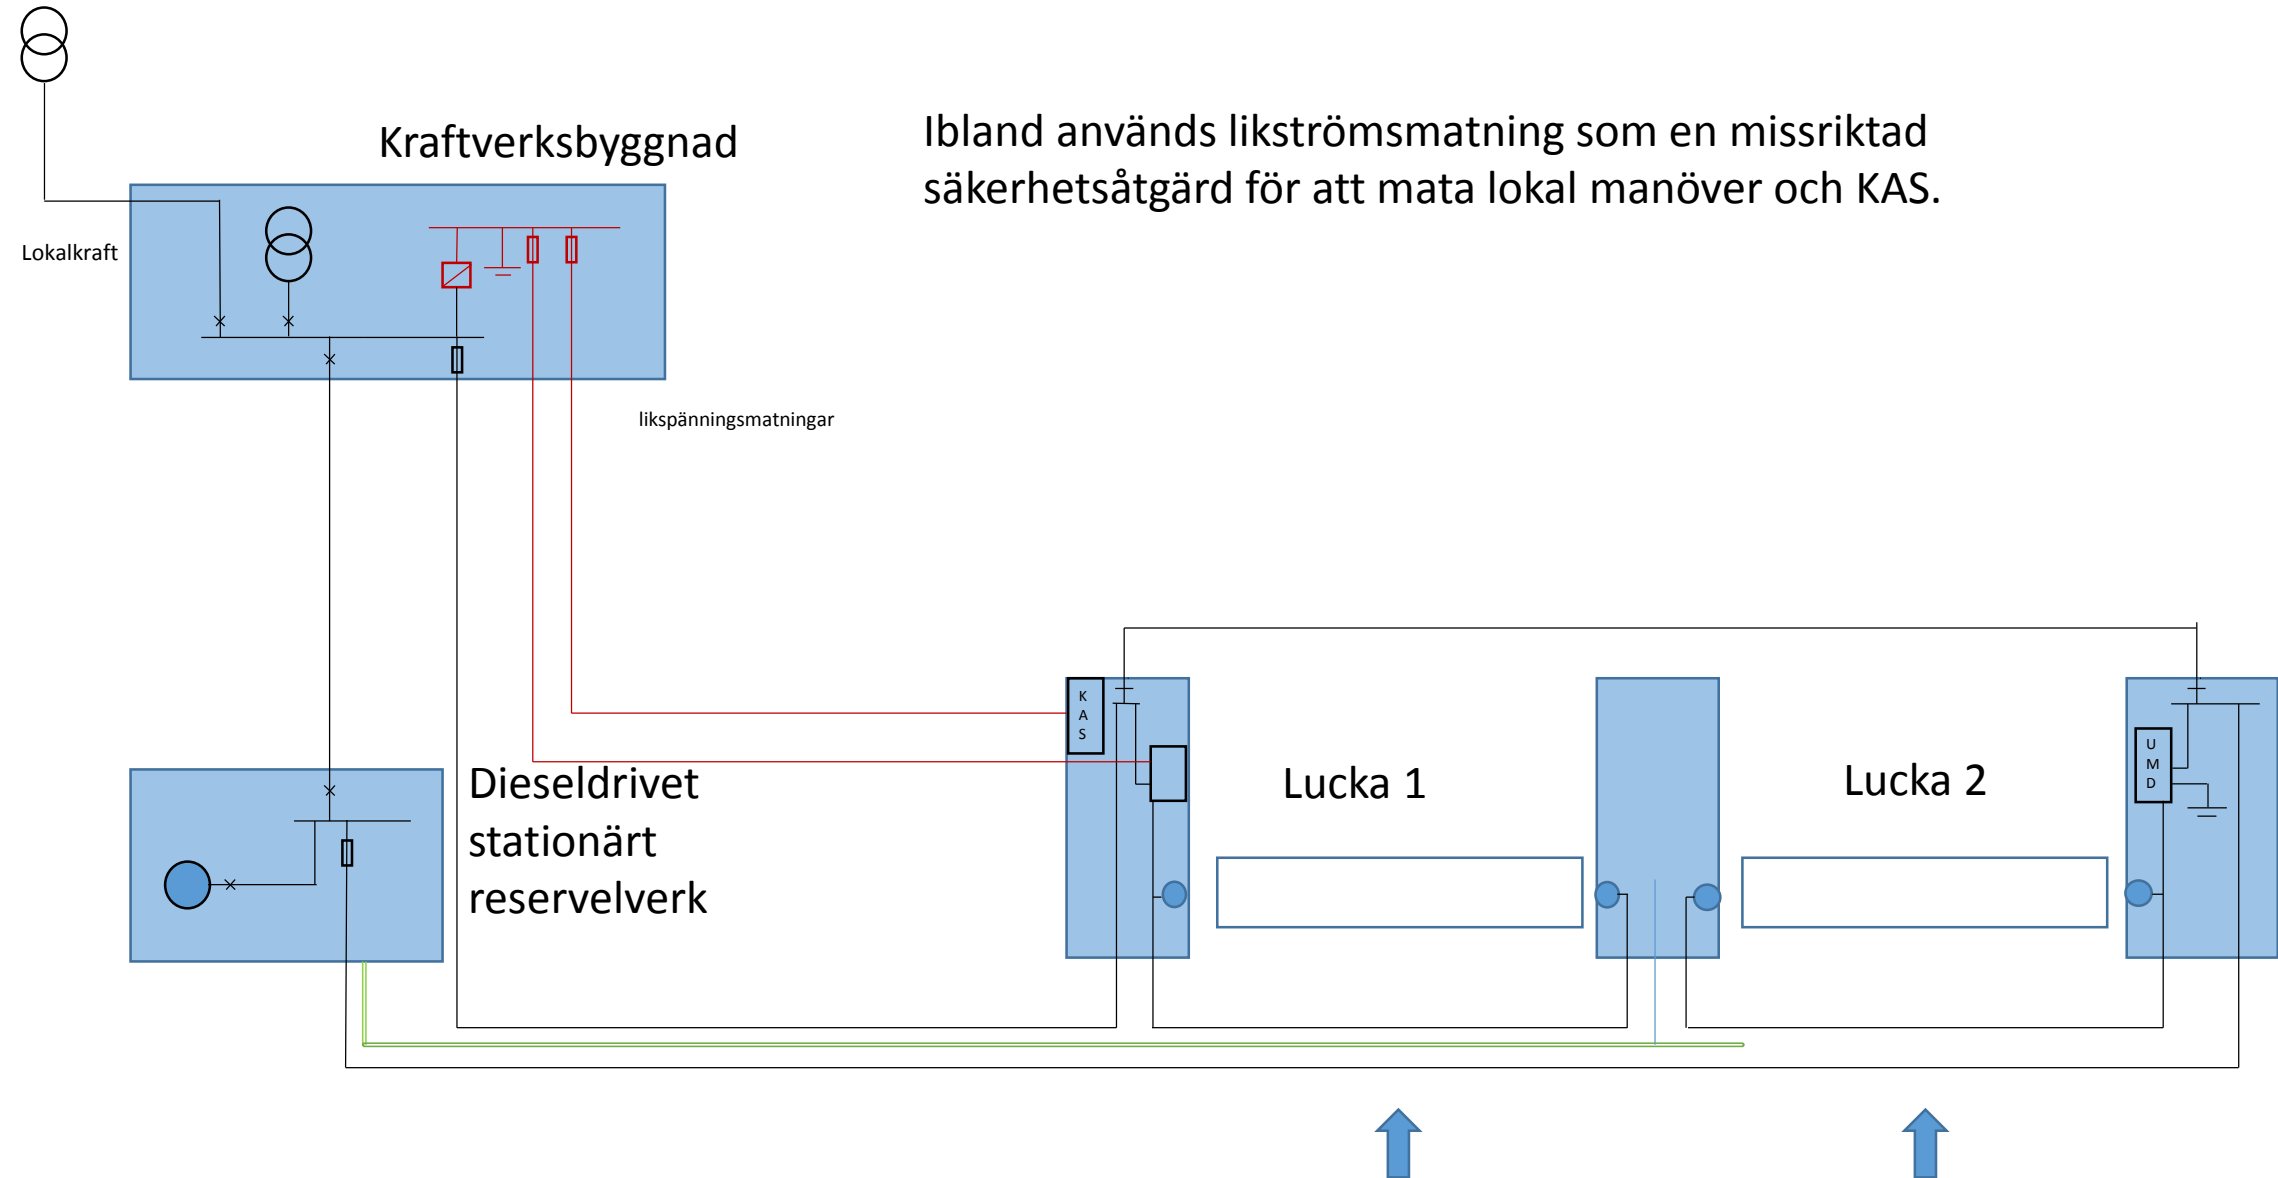 Kraftverksbyggnad
Ibland används likströmsmatning som en missriktad
säkerhetsåtgärd för att mata lokal manöver och KAS.
Lokalkraft
likspänningsmatningar
K
A
S
Dieseldrivet
stationärt
reservelverk
Lucka 1
Lucka 2
U
M
D